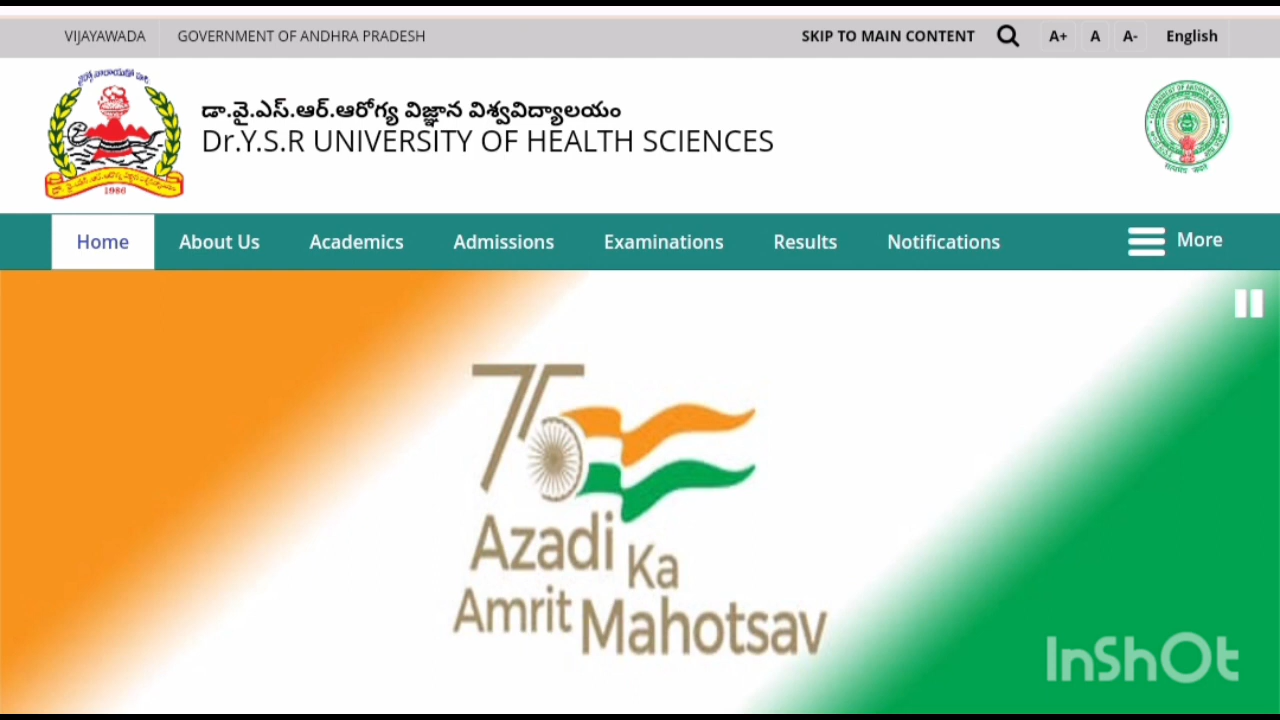 VIJAYAWADA GOVERNMENT OF ANDHRA PRADESH SKIP TO MAIN CONTENT A+ A A- English
డా.వై.ఎస్.ఆర్.ఆరోగ్య విజ్ఞాన విశ్వవిద్యాలయం
Dr.Y.S.R UNIVERSITY OF HEALTH SCIENCES
1986
Home About Us Academics Admissions Examinations Results Notifications More
75
Azadi Ka
Amrit Mahotsav
InShOt